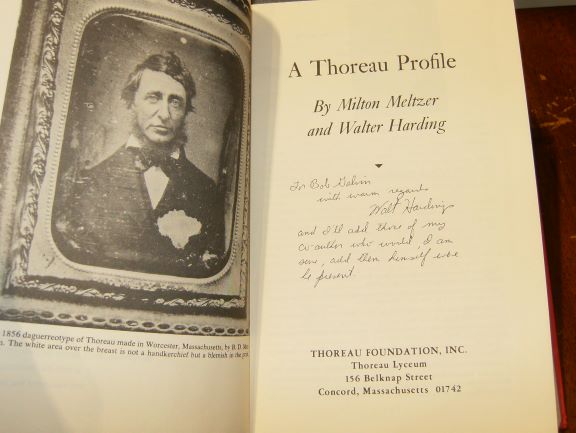 A Thoreau Profile
By Milton Meltzer
and Walter Harding
For Bob Galvin
with warm regards
Walt Harding
and I'll add those of my
co-author who would, I am
sure, add them himself were
he present.
THOREAU FOUNDATION, INC.
Thoreau Lyceum
156 Belknap Street
Concord, Massachusetts 01742
1856 daguerreotype of Thoreau made in Worcester, Massachusetts, by B. D.
The white area over the breast is not a handkerchief but a blemish in the